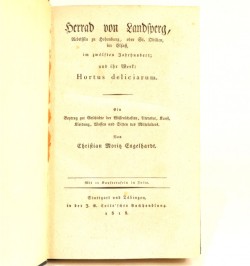 Herrad von Landsperg,
Aebtissin zu Hohenburg, oder St. Odilien,
im Elsaß,
im zwölften Jahrhundert;
und ihr Werk:
Hortus deliciarum.
Ein
Beytrag zur Geschichte der Wissenschaften, Literatur, Kunst,
Kleidung, Waffen und Sitten des Mittelalters.
Von
Christian Moritz Engelhardt.
Mit 12 Kupfertafeln in Folio.
Stuttgart und Tübingen,
in der J. G. Cotta'schen Buchhandlung.
1818.